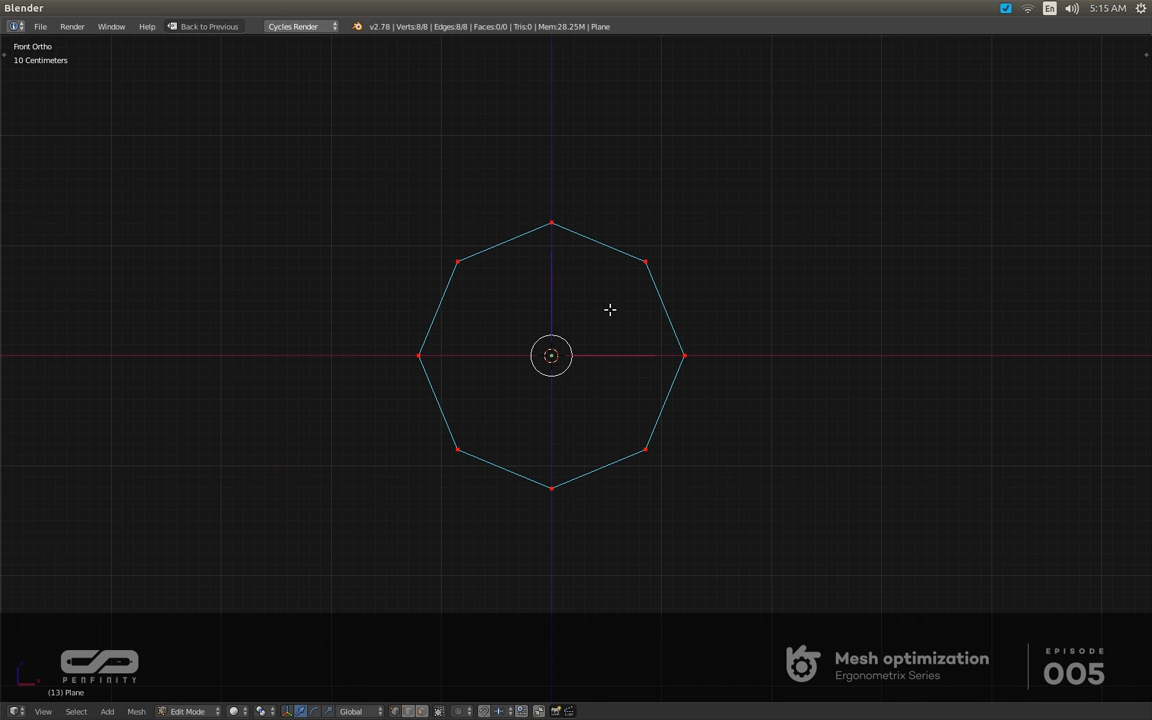 Blender
En
5:15 AM
File Render Window Help Back to Previous Cycles Render v2.78 | Verts:8/8 | Edges:8/8 | Faces:0/0 | Tris:0 | Mem:28.25M | Plane
Front Ortho
10 Centimeters
PENFINITY
Mesh optimization
Ergonometrix Series
EPISODE
005
(13) Plane
View Select Add Mesh Edit Mode Global